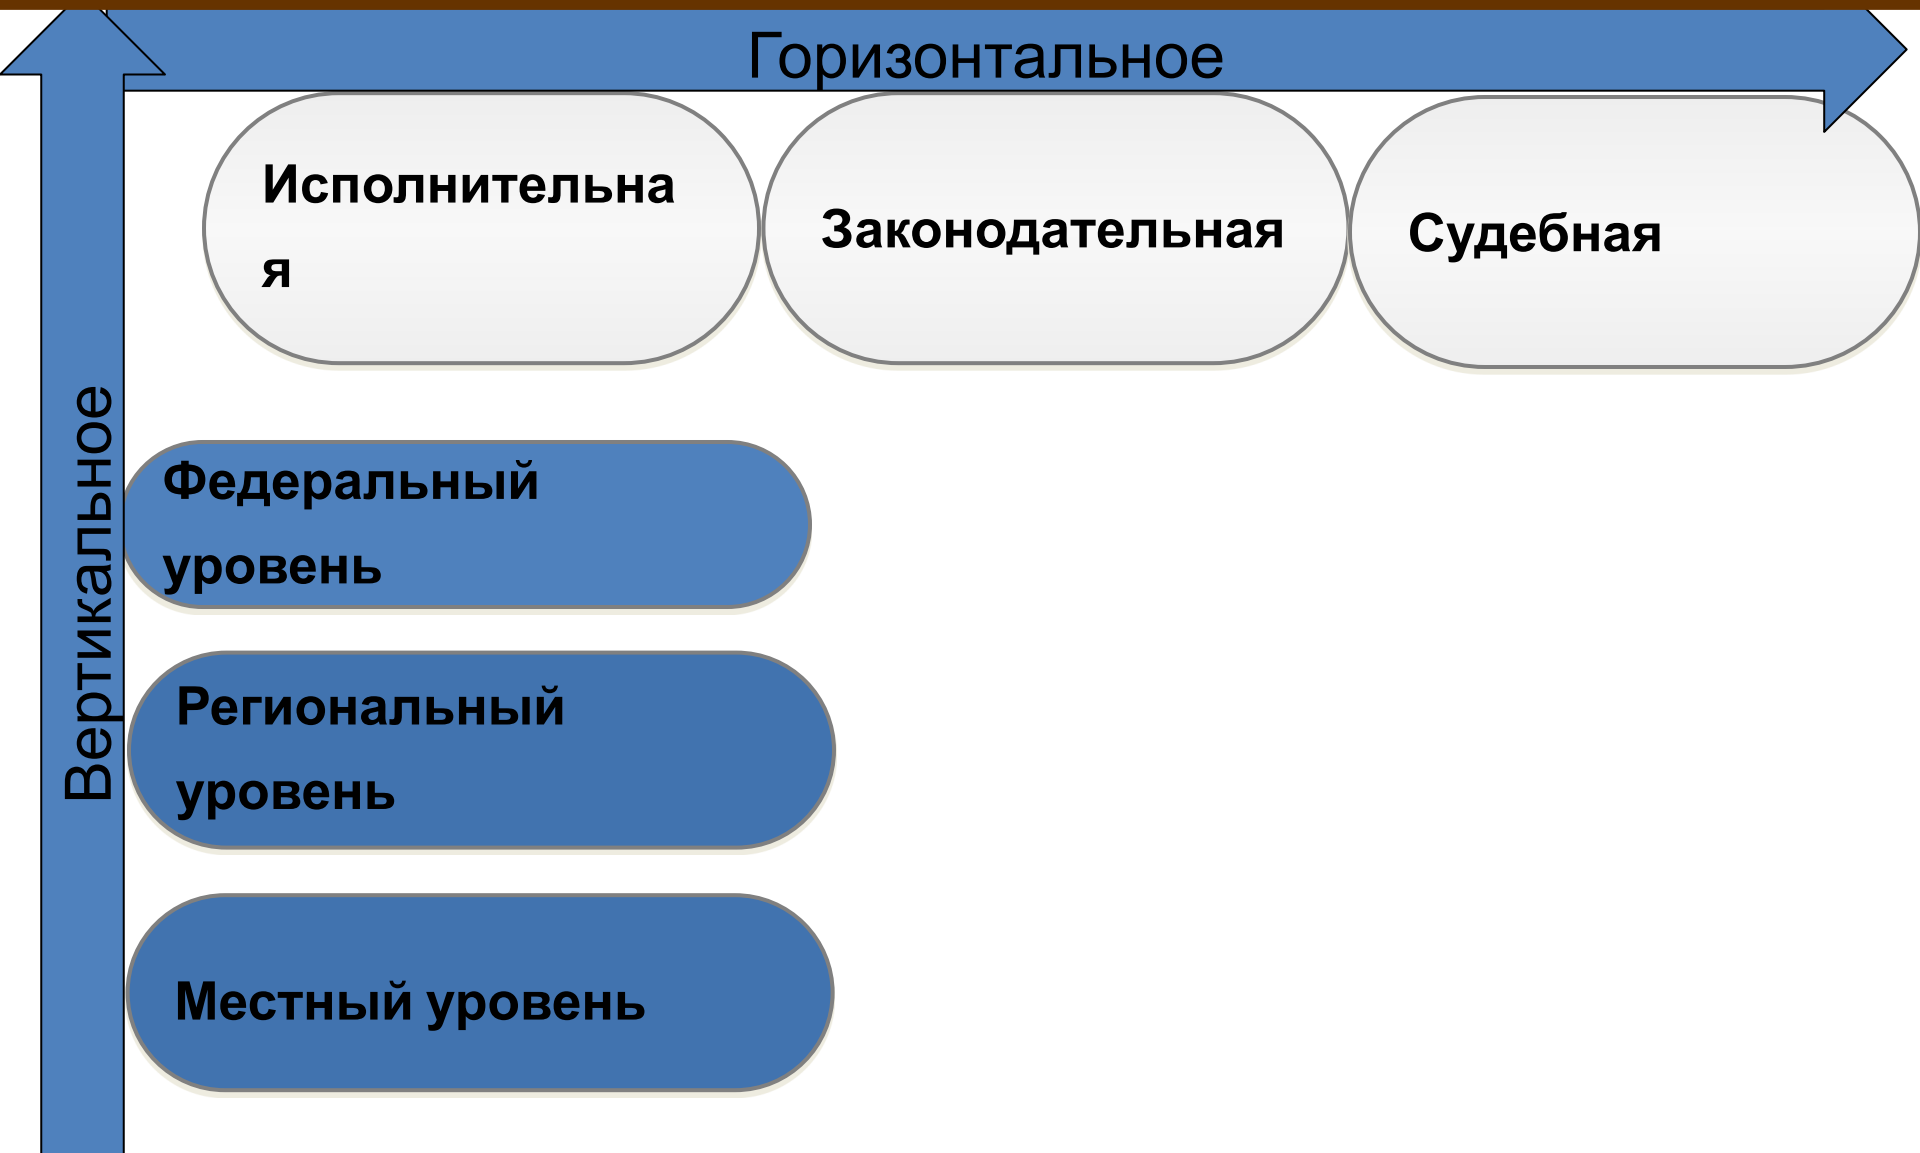 Горизонтальное
Исполнительна
я
Законодательная
Судебная
Вертикальное
Федеральный
уровень
Региональный
уровень
Местный уровень